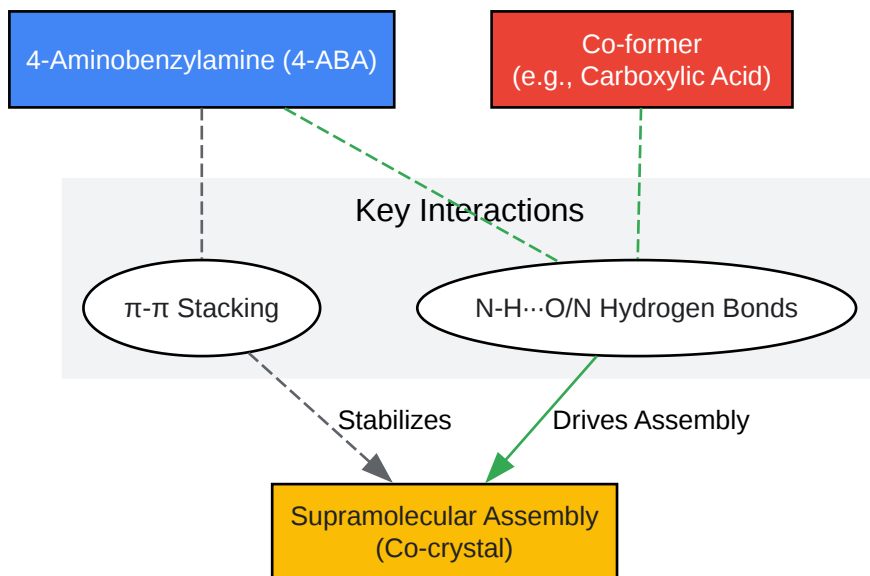 4-Aminobenzylamine (4-ABA)
Co-former
(e.g., Carboxylic Acid)
Key Interactions
π-π Stacking
N-H···O/N Hydrogen Bonds
Stabilizes
Drives Assembly
Supramolecular Assembly
(Co-crystal)